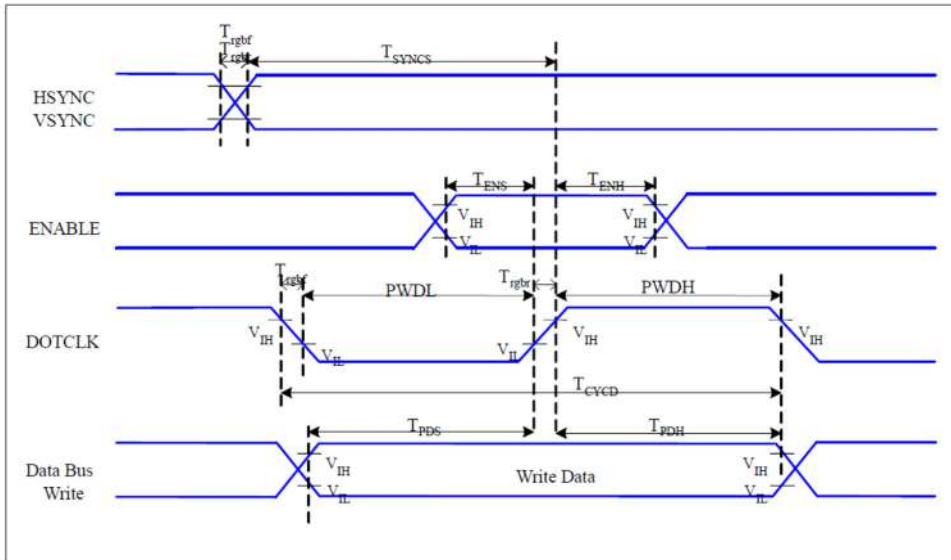 Trgbf
Trgbr
TSYNCS
HSYNC
VSYNC
TENS
TENH
ENABLE
VIH
VIL
VIH
VIL
Trgbf
PWDL
Trgbr
PWDH
DOTCLK
VIH
VIL
VIL
VIH
VIH
TCYCD
TPDS
TPDH
Data Bus
Write
VIH
VIL
Write Data
VIH
VIL